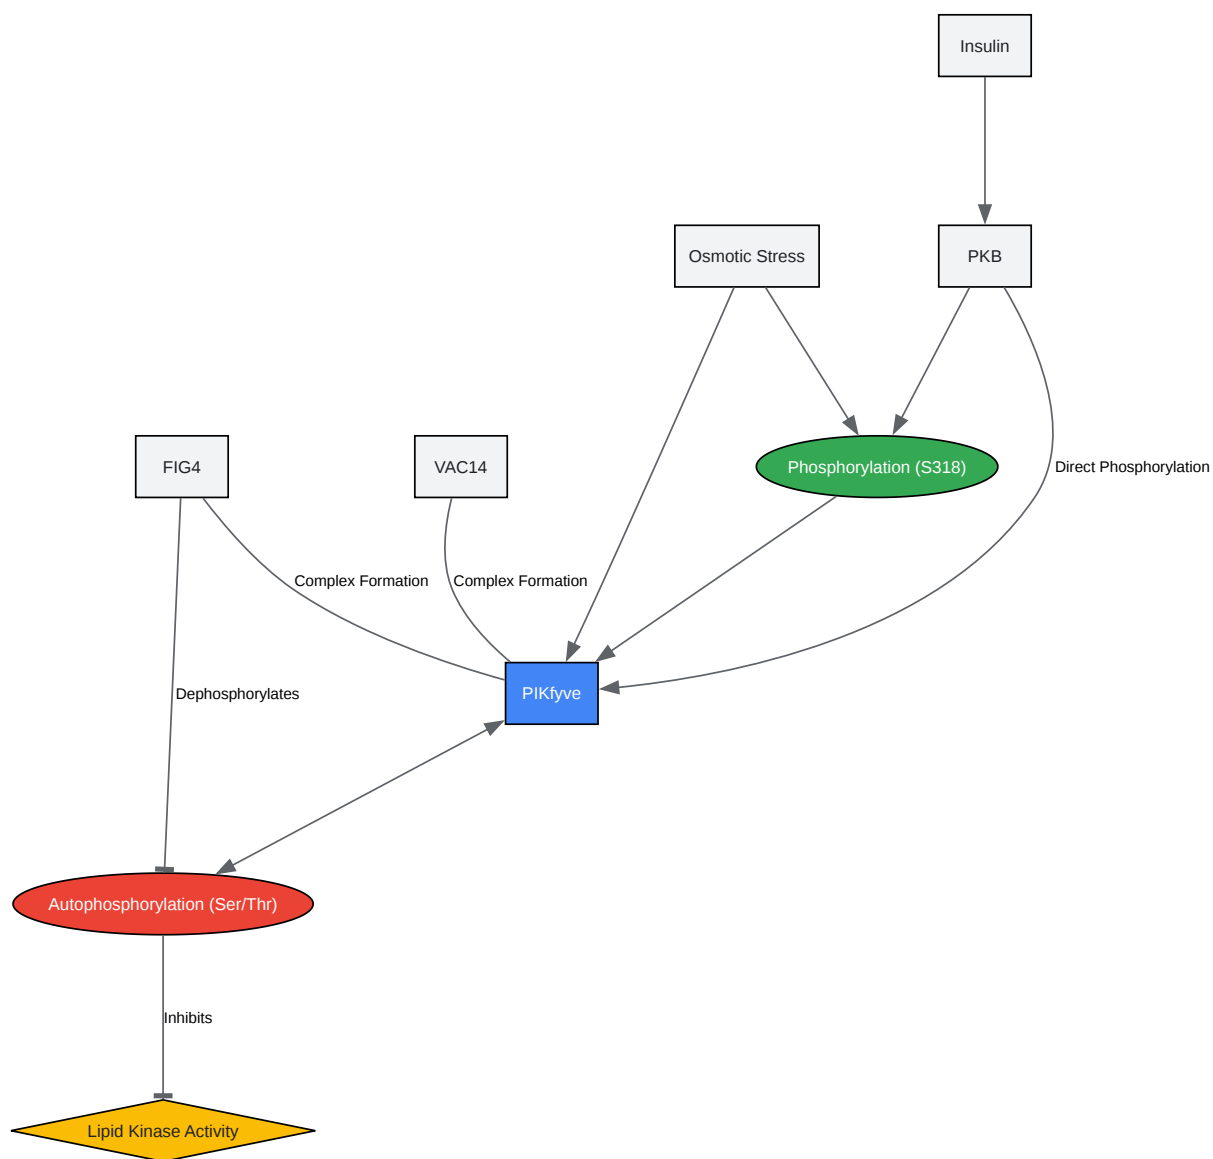 Insulin
Osmotic Stress
PKB
FIG4
VAC14
Phosphorylation (S318)
Direct Phosphorylation
Complex Formation
Complex Formation
Dephosphorylates
PIKfyve
Autophosphorylation (Ser/Thr)
Inhibits
Lipid Kinase Activity